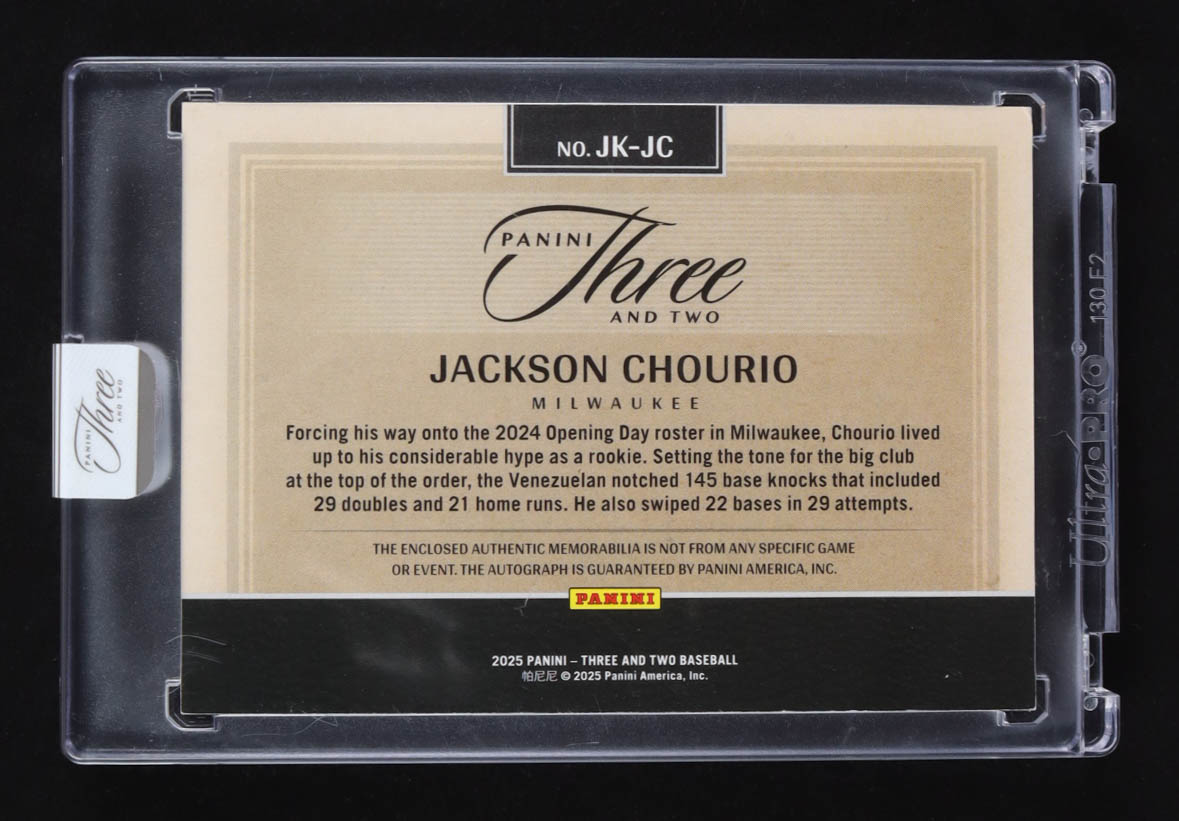 NO. JK-JC
PANINI
Three
AND TWO
JACKSON CHOURIO
MILWAUKEE
Forcing his way onto the 2024 Opening Day roster in Milwaukee, Chourio lived
up to his considerable hype as a rookie. Setting the tone for the big club
at the top of the order, the Venezuelan notched 145 base knocks that included
29 doubles and 21 home runs. He also swiped 22 bases in 29 attempts.
THE ENCLOSED AUTHENTIC MEMORABILIA IS NOT FROM ANY SPECIFIC GAME
OR EVENT. THE AUTOGRAPH IS GUARANTEED BY PANINI AMERICA, INC.
PANINI
2025 PANINI – THREE AND TWO BASEBALL
帕尼尼 © 2025 Panini America, Inc.
PANINI
Three
AND TWO
Ultra PRO® 130 F2